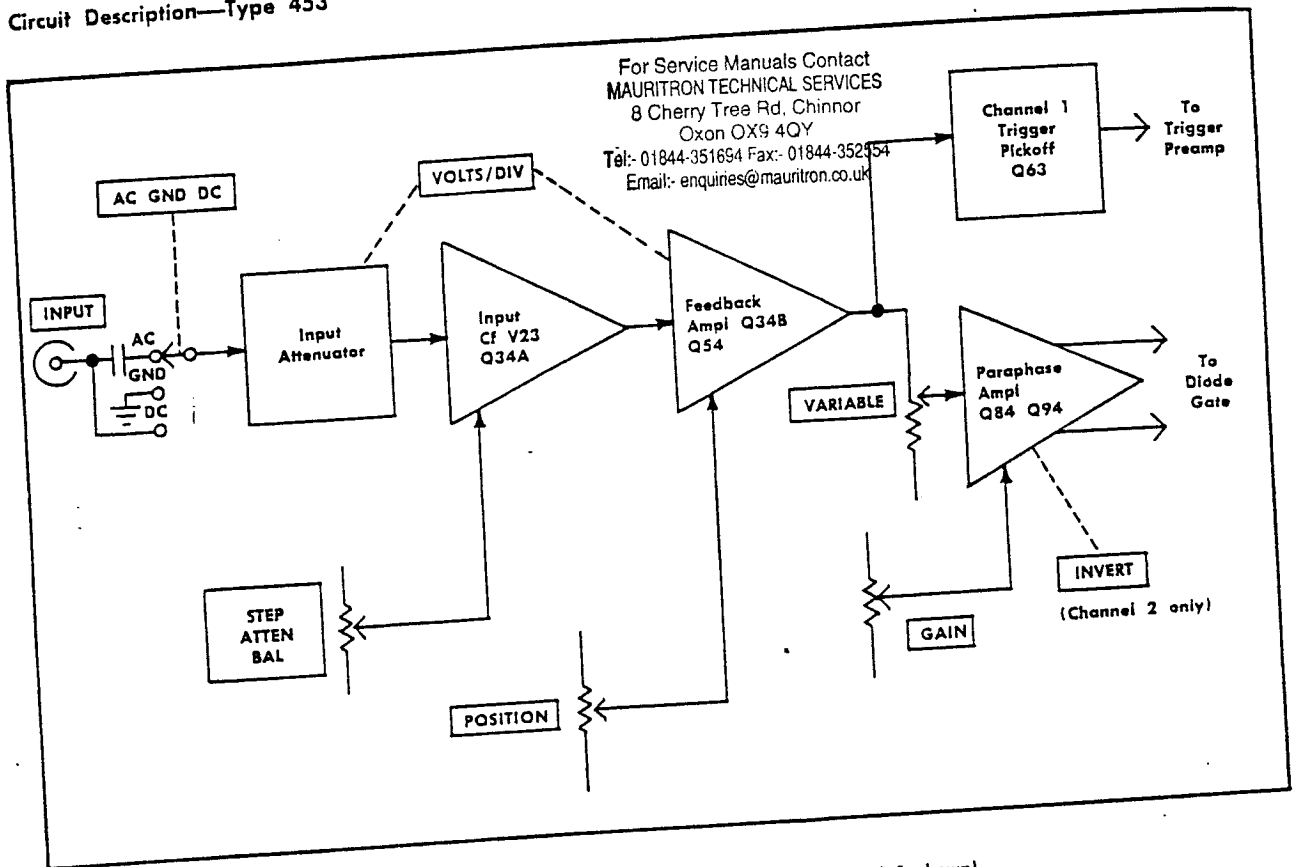 Circuit Description—Type 453
For Service Manuals Contact
MAURITRON TECHNICAL SERVICES
8 Cherry Tree Rd, Chinnor
Oxon OX9 4QY
Tel:- 01844-351694 Fax:- 01844-352554
Email:- enquiries@mauritron.co.uk
Channel 1
Trigger
Pickoff
Q63
To
Trigger
Preamp
VOLTS/DIV
AC GND DC
INPUT
AC
GND
DC
Input
Attenuator
Input
Cf V23
Q34A
Feedback
Ampl Q34B
Q54
VARIABLE
Paraphase
Ampl
Q84 Q94
To
Diode
Gate
STEP
ATTEN
BAL
POSITION
GAIN
INVERT
(Channel 2 only)